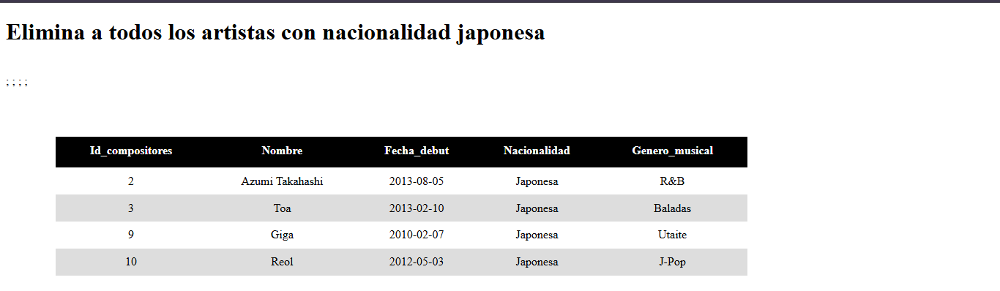 Elimina a todos los artistas con nacionalidad japonesa
; ; ; ;
Id_compositores Nombre Fecha_debut Nacionalidad Genero_musical
2 Azumi Takahashi 2013-08-05 Japonesa R&B
3 Toa 2013-02-10 Japonesa Baladas
9 Giga 2010-02-07 Japonesa Utaite
10 Reol 2012-05-03 Japonesa J-Pop